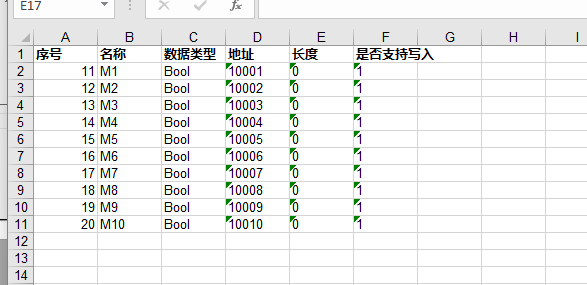 E17
A B C D E F G H I
1 序号 名称 数据类型 地址 长度 是否支持写入
2 11 M1 Bool 10001 0 1
3 12 M2 Bool 10002 0 1
4 13 M3 Bool 10003 0 1
5 14 M4 Bool 10004 0 1
6 15 M5 Bool 10005 0 1
7 16 M6 Bool 10006 0 1
8 17 M7 Bool 10007 0 1
9 18 M8 Bool 10008 0 1
10 19 M9 Bool 10009 0 1
11 20 M10 Bool 10010 0 1
12
13
14